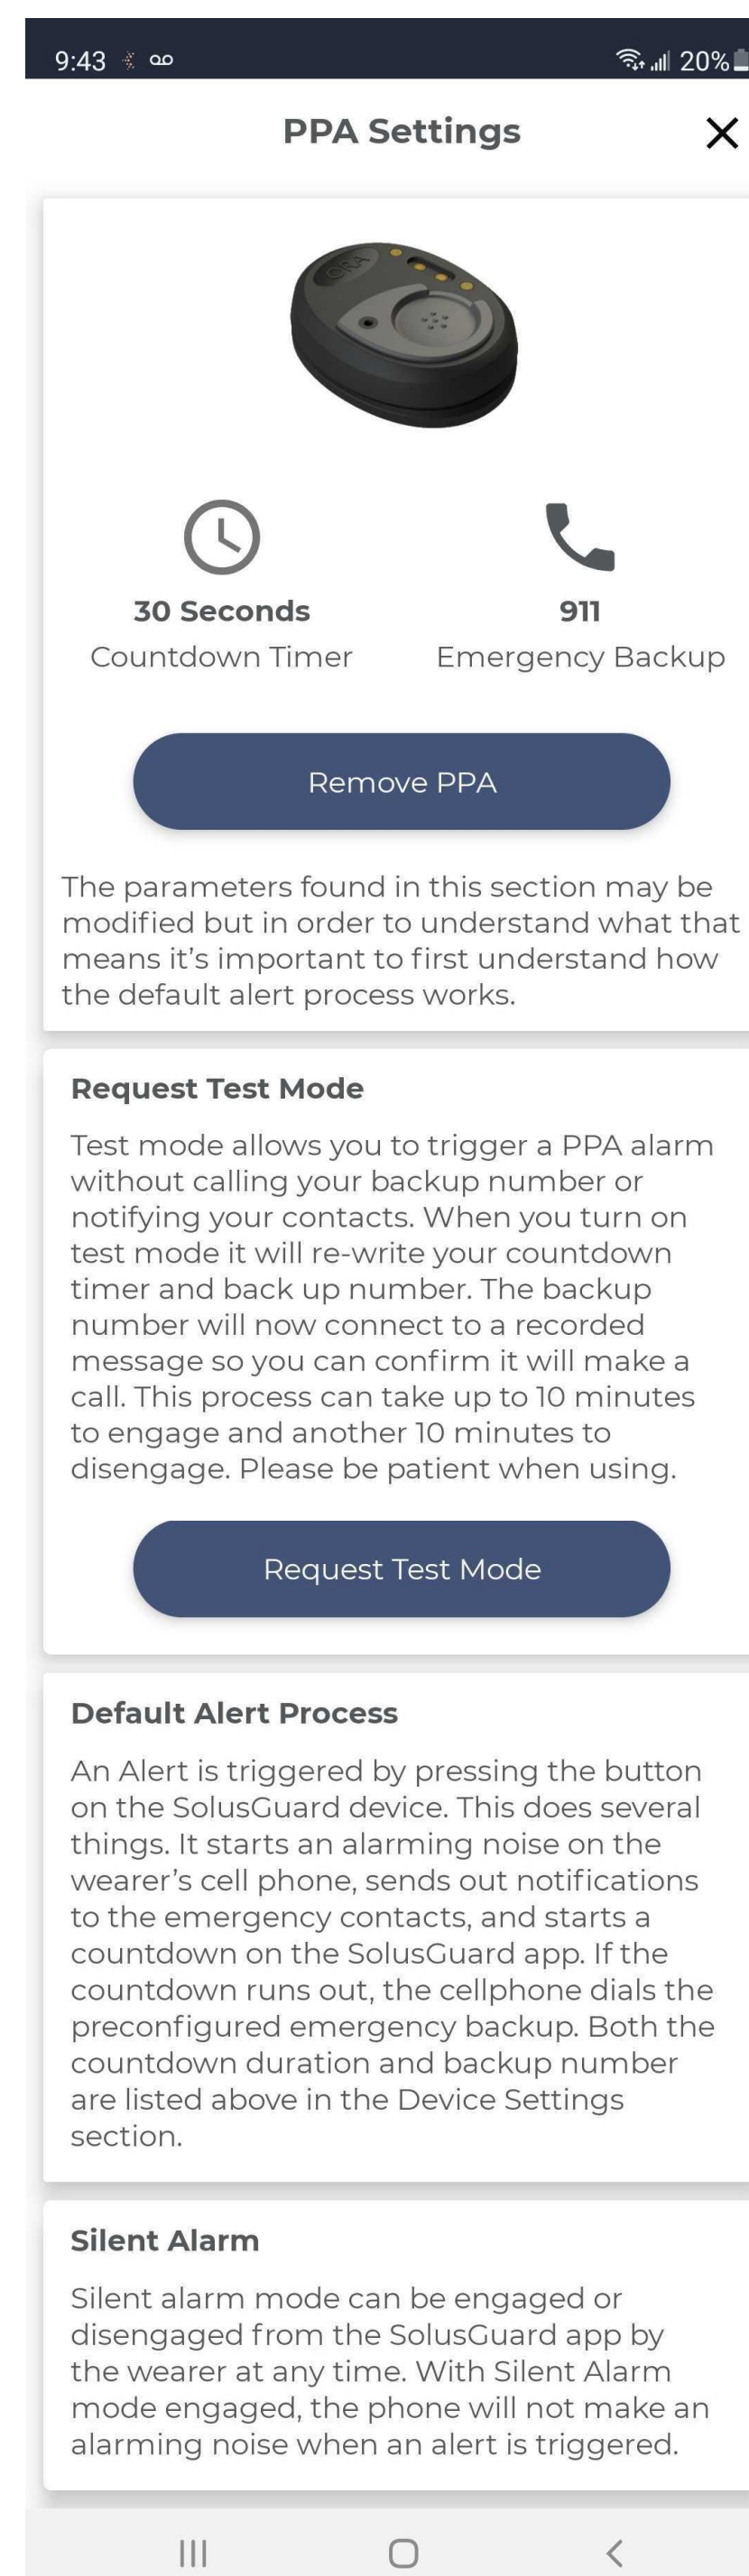 9:43
20%
PPA Settings
ORA
30 Seconds
911
Countdown Timer
Emergency Backup
Remove PPA
The parameters found in this section may be
modified but in order to understand what that
means it's important to first understand how
the default alert process works.
Request Test Mode
Test mode allows you to trigger a PPA alarm
without calling your backup number or
notifying your contacts. When you turn on
test mode it will re-write your countdown
timer and back up number. The backup
number will now connect to a recorded
message so you can confirm it will make a
call. This process can take up to 10 minutes
to engage and another 10 minutes to
disengage. Please be patient when using.
Request Test Mode
Default Alert Process
An Alert is triggered by pressing the button
on the SolusGuard device. This does several
things. It starts an alarming noise on the
wearer's cell phone, sends out notifications
to the emergency contacts, and starts a
countdown on the SolusGuard app. If the
countdown runs out, the cellphone dials the
preconfigured emergency backup. Both the
countdown duration and backup number
are listed above in the Device Settings
section.
Silent Alarm
Silent alarm mode can be engaged or
disengaged from the SolusGuard app by
the wearer at any time. With Silent Alarm
mode engaged, the phone will not make an
alarming noise when an alert is triggered.